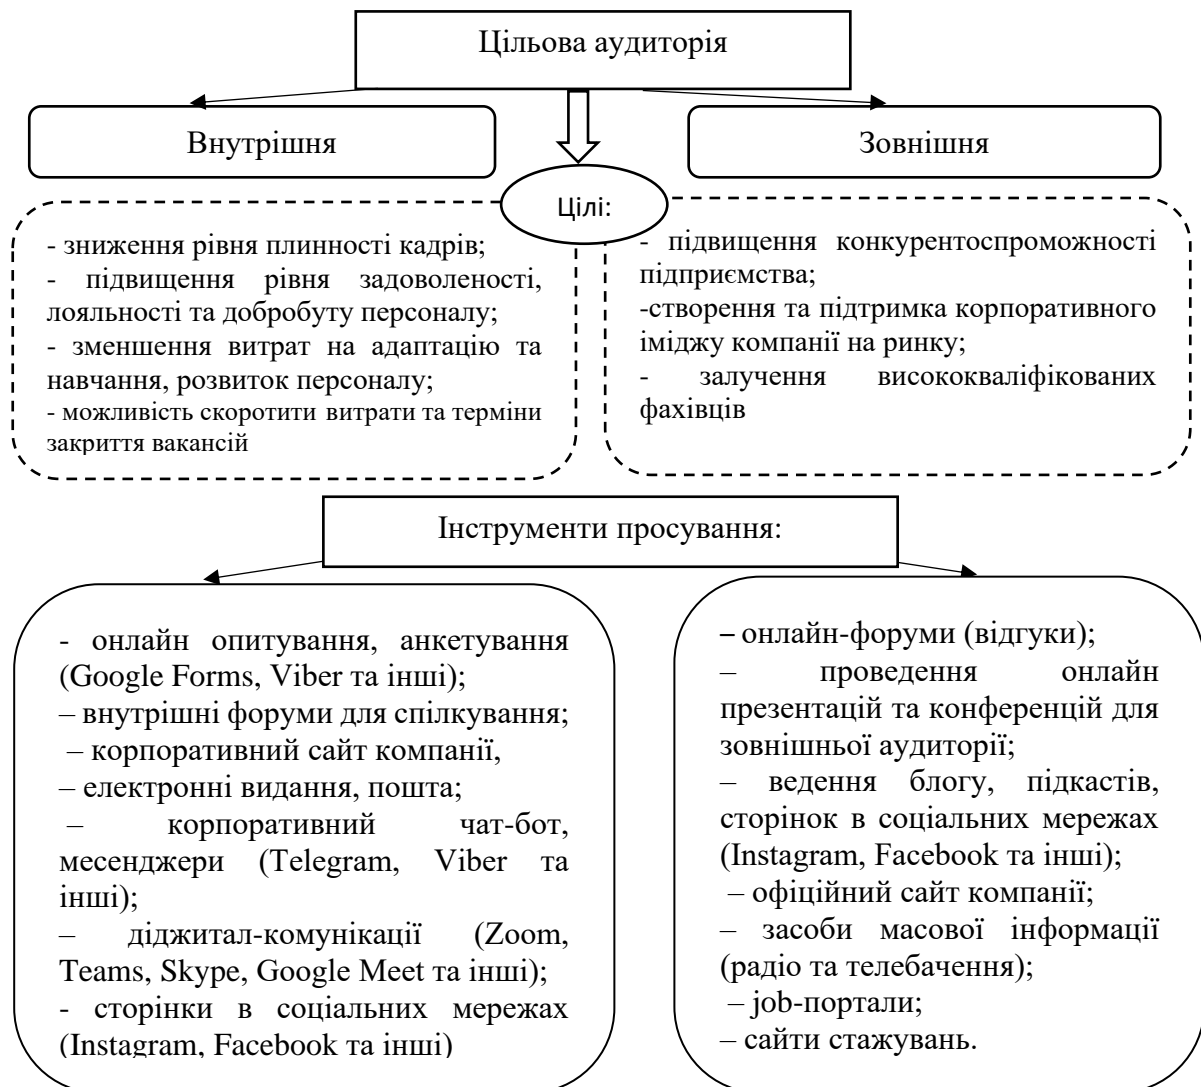 Цільова аудиторія
Внутрішня
Зовнішня
Цілі:
- зниження рівня плинності кадрів;
- підвищення рівня задоволеності,
лояльності та добробуту персоналу;
- зменшення витрат на адаптацію та
навчання, розвиток персоналу;
- можливість скоротити витрати та терміни
закриття вакансій
- підвищення конкурентоспроможності
підприємства;
-створення та підтримка корпоративного
іміджу компанії на ринку;
- залучення висококваліфікованих
фахівців
Інструменти просування:
- онлайн опитування, анкетування
(Google Forms, Viber та інші);
– внутрішні форуми для спілкування;
– корпоративний сайт компанії,
– електронні видання, пошта;
– корпоративний чат-бот,
месенджери (Telegram, Viber та
інші);
– діджитал-комунікації (Zoom,
Teams, Skype, Google Meet та інші);
- сторінки в соціальних мережах
(Instagram, Facebook та інші)
– онлайн-форуми (відгуки);
– проведення онлайн
презентацій та конференцій для
зовнішньої аудиторії;
– ведення блогу, підкастів,
сторінок в соціальних мережах
(Instagram, Facebook та інші);
– офіційний сайт компанії;
– засоби масової інформації
(радіо та телебачення);
– job-портали;
– сайти стажувань.